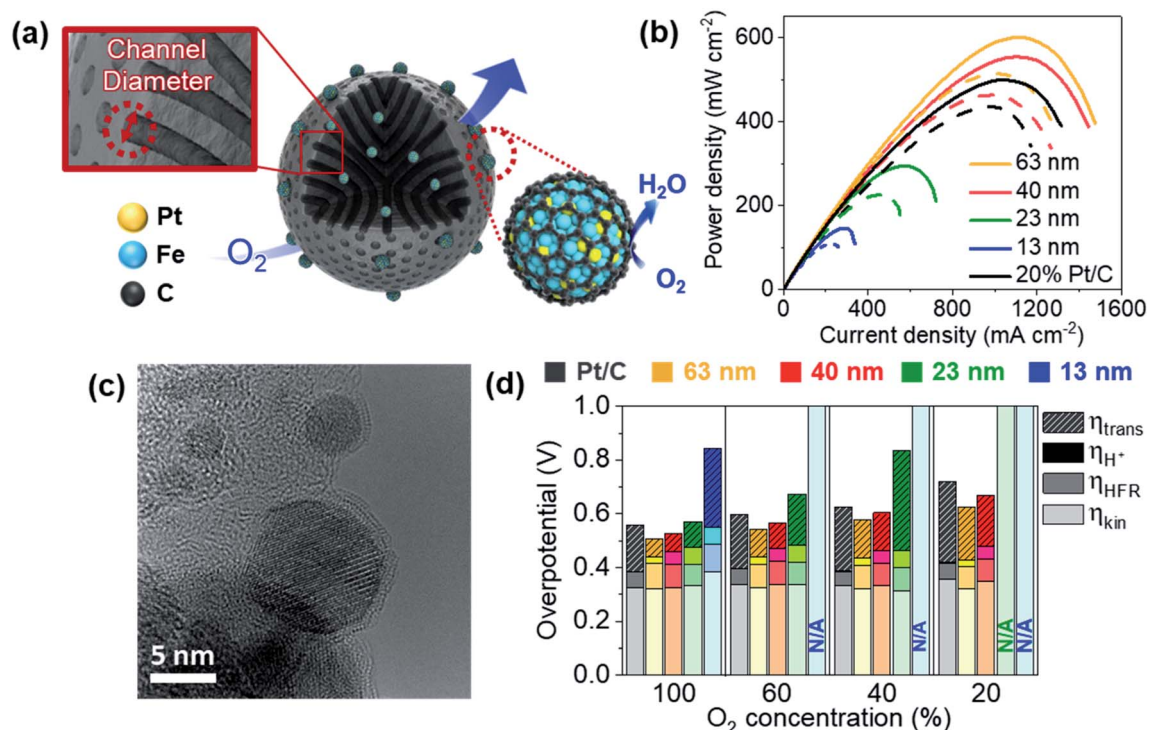 (a)
Channel
Diameter
Pt
Fe
C
O₂
H₂O
O₂
(b)
Power density (mW cm⁻²)
600
400
200
0
0 400 800 1200 1600
Current density (mA cm⁻²)
63 nm
40 nm
23 nm
13 nm
20% Pt/C
(c)
5 nm
(d)
Pt/C 63 nm 40 nm 23 nm 13 nm
Overpotential (V)
1.0
0.8
0.6
0.4
0.2
0.0
N/A
N/A
N/A
N/A
100 60 40 20
O₂ concentration (%)
ηtrans
ηH⁺
ηHFR
ηkin